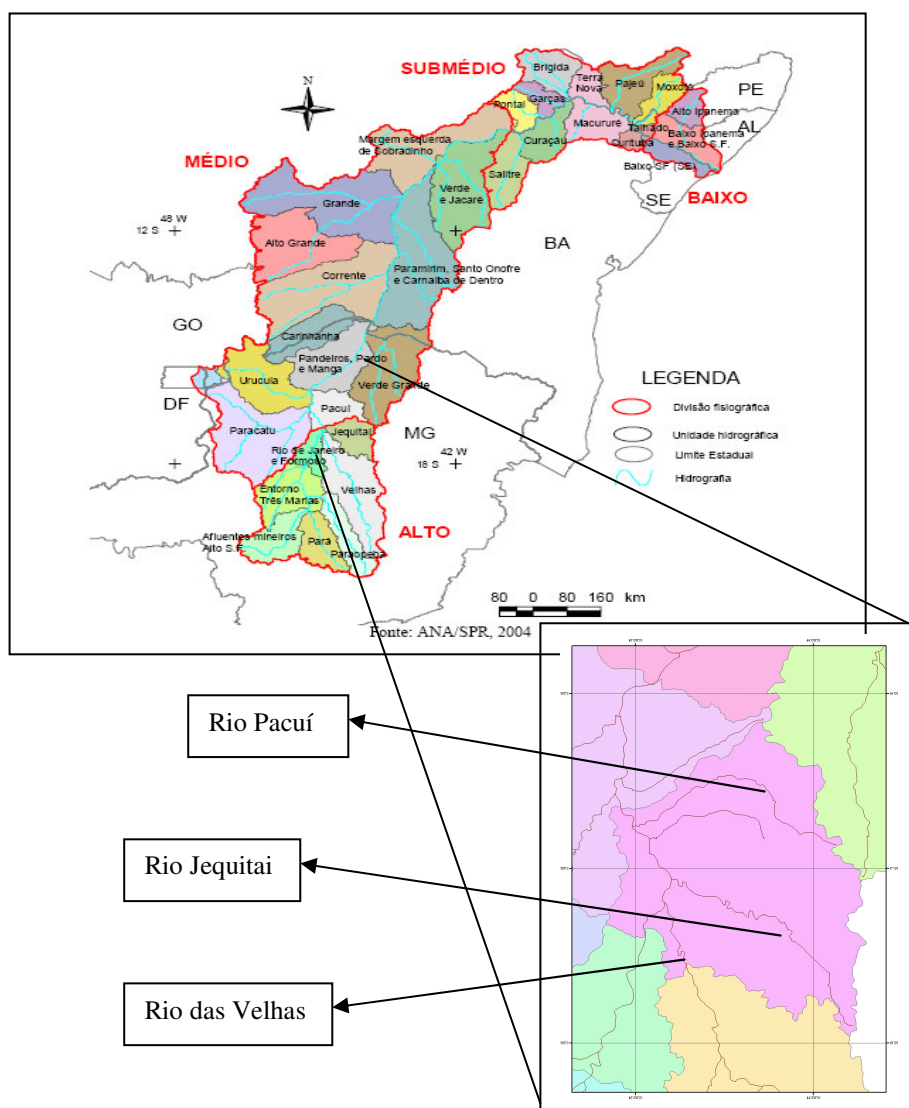 SUBMÉDIO
Brigida
Terra
Nova
Pajeú
Moxotó
PE
N
Pontal
Garças
Alto Ipanema
AL
Macururé
Talhado
Baixo Ipanema
e Baixo S.F.
Margem esquerda
de Sobradinho
Curaçáu
Curituba
MÉDIO
Baixo SF (SE)
Salitre
Verde
e Jacaré
SE
BAIXO
Grande
48 W
12 S
BA
Alto Grande
Paramirim, Santo Onofre
e Carnaíba de Dentro
Corrente
GO
Carinhanha
Pandeiros, Pardo
e Manga
LEGENDA
Urucuia
Verde Grande
Divisão fisiográfica
DF
Pacuí
Unidade hidrográfica
Paracatu
Jequitaí
MG
Limite Estadual
Rio de Janeiro
e Formoso
42 W
18 S
Hidrografia
Velhas
Entorno
Três Marias
ALTO
Afluentes mineiros
Alto S.F.
Pará
Paraopeba
80 0 80 160 km
Fonte: ANA/SPR, 2004
Rio Pacuí
Rio Jequitai
Rio das Velhas